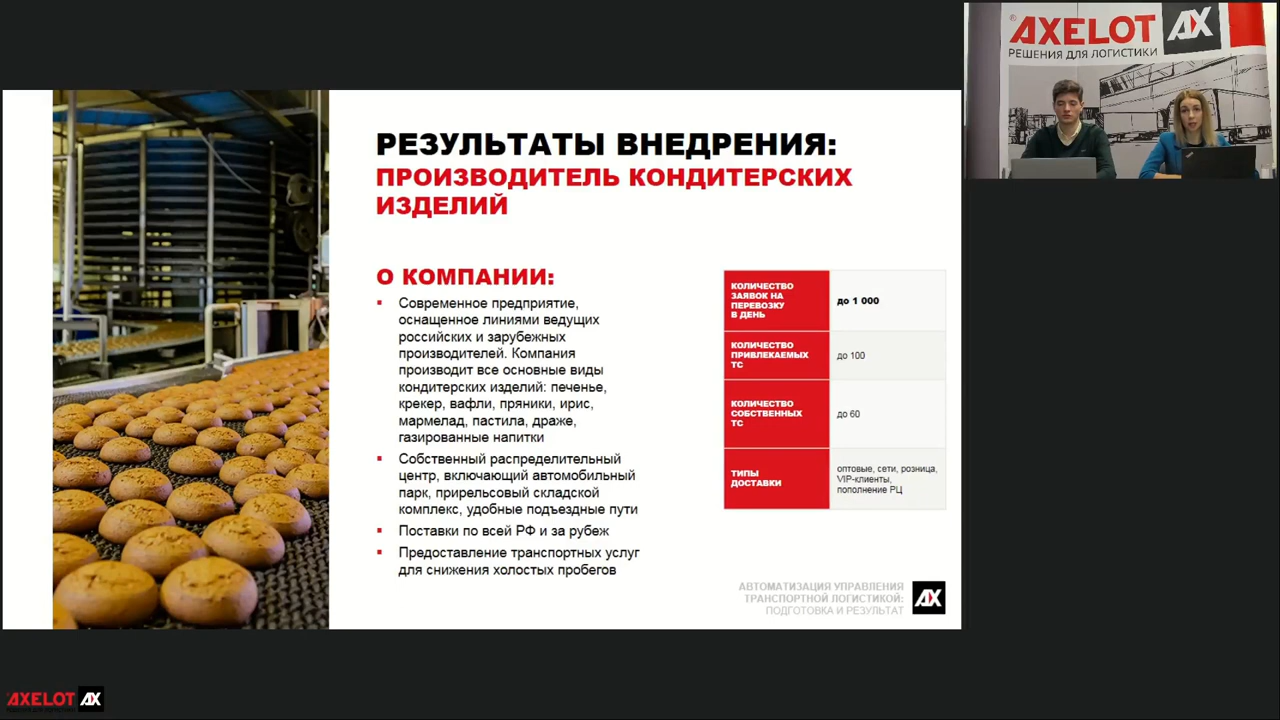 РЕЗУЛЬТАТЫ ВНЕДРЕНИЯ:
ПРОИЗВОДИТЕЛЬ КОНДИТЕРСКИХ
ИЗДЕЛИЙ
О КОМПАНИИ:
▪ Современное предприятие,
оснащенное линиями ведущих
российских и зарубежных
производителей. Компания
производит все основные виды
кондитерских изделий: печенье,
крекер, вафли, пряники, ирис,
мармелад, пастила, драже,
газированные напитки
▪ Собственный распределительный
центр, включающий автомобильный
парк, прирельсовый складской
комплекс, удобные подъездные пути
▪ Поставки по всей РФ и за рубеж
▪ Предоставление транспортных услуг
для снижения холостых пробегов
КОЛИЧЕСТВО
ЗАЯВОК НА
ПЕРЕВОЗКУ
В ДЕНЬ
до 1 000
КОЛИЧЕСТВО
ПРИВЛЕКАЕМЫХ
ТС
до 100
КОЛИЧЕСТВО
СОБСТВЕННЫХ
ТС
до 60
ТИПЫ
ДОСТАВКИ
оптовые, сети, розница,
VIP-клиенты,
пополнение РЦ
АВТОМАТИЗАЦИЯ УПРАВЛЕНИЯ
ТРАНСПОРТНОЙ ЛОГИСТИКОЙ:
ПОДГОТОВКА И РЕЗУЛЬТАТ
AX
®AXELOT AX
РЕШЕНИЯ ДЛЯ ЛОГИСТИКИ
AXELOT AX